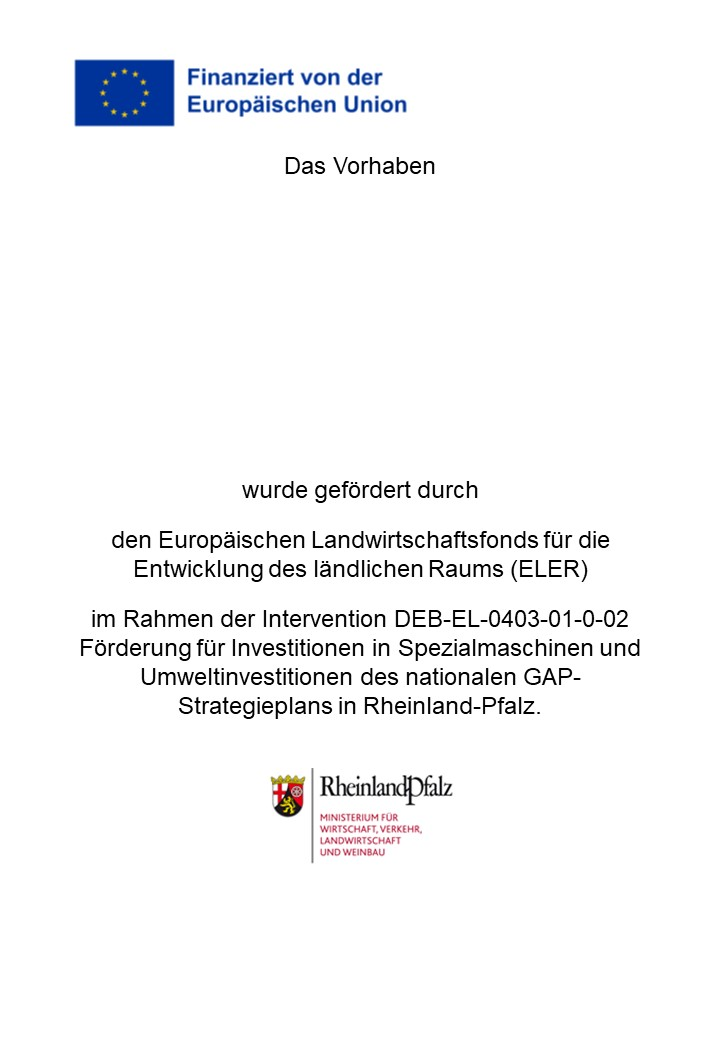 Finanziert von der
Europäischen Union
Das Vorhaben
wurde gefördert durch
den Europäischen Landwirtschaftsfonds für die
Entwicklung des ländlichen Raums (ELER)
im Rahmen der Intervention DEB-EL-0403-01-0-02
Förderung für Investitionen in Spezialmaschinen und
Umweltinvestitionen des nationalen GAP-
Strategieplans in Rheinland-Pfalz.
RheinlandPfalz
MINISTERIUM FÜR
WIRTSCHAFT, VERKEHR,
LANDWIRTSCHAFT
UND WEINBAU